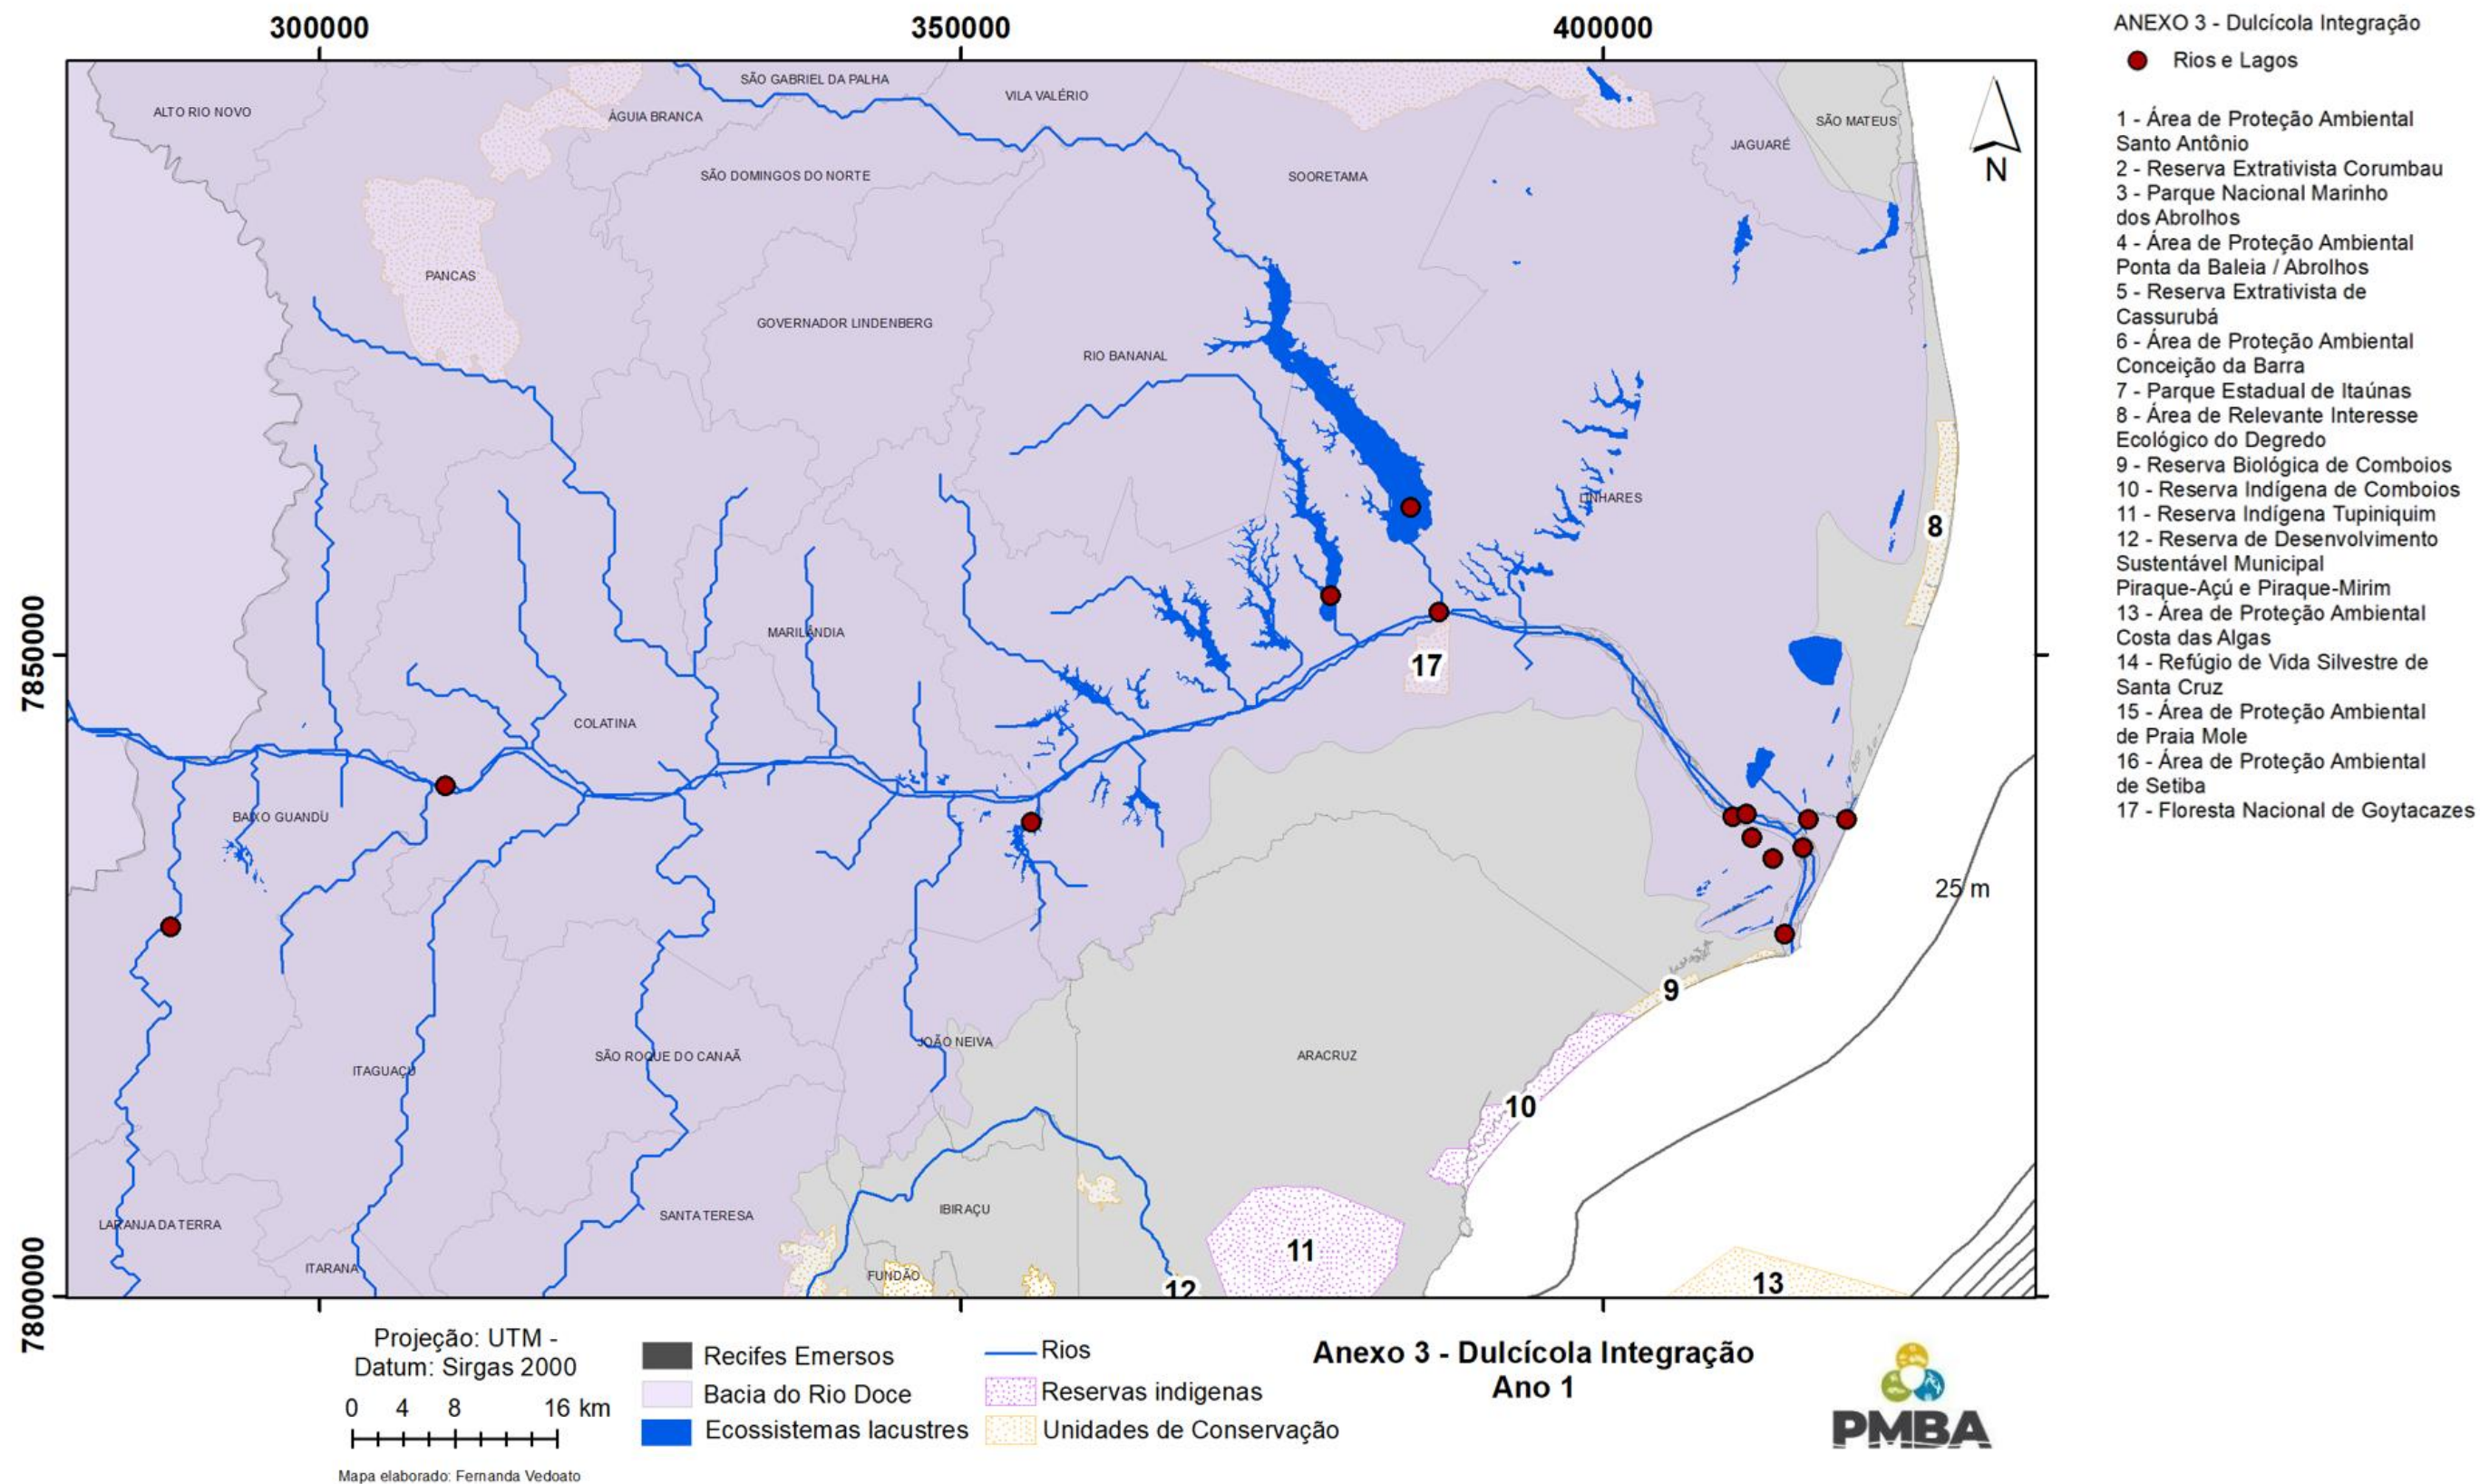 300000
350000
400000
7850000
7800000
ALTO RIO NOVO
ÁGUIA BRANCA
SÃO GABRIEL DA PALHA
VILA VALÉRIO
SÃO MATEUS
JAGUARÉ
SÃO DOMINGOS DO NORTE
SOORETAMA
N
PANCAS
GOVERNADOR LINDENBERG
RIO BANANAL
LINHARES
8
MARILÂNDIA
17
COLATINA
BAIXO GUANDU
25 m
9
JOÃO NEIVA
SÃO ROQUE DO CANAÃ
ARACRUZ
ITAGUAÇU
10
LARANJA DA TERRA
SANTA TERESA
IBIRAÇU
11
ITARANA
FUNDÃO
12
13
ANEXO 3 - Dulcícola Integração
Rios e Lagos
1 - Área de Proteção Ambiental
Santo Antônio
2 - Reserva Extrativista Corumbau
3 - Parque Nacional Marinho
dos Abrolhos
4 - Área de Proteção Ambiental
Ponta da Baleia / Abrolhos
5 - Reserva Extrativista de
Cassurubá
6 - Área de Proteção Ambiental
Conceição da Barra
7 - Parque Estadual de Itaúnas
8 - Área de Relevante Interesse
Ecológico do Degredo
9 - Reserva Biológica de Comboios
10 - Reserva Indígena de Comboios
11 - Reserva Indígena Tupiniquim
12 - Reserva de Desenvolvimento
Sustentável Municipal
Piraque-Açú e Piraque-Mirim
13 - Área de Proteção Ambiental
Costa das Algas
14 - Refúgio de Vida Silvestre de
Santa Cruz
15 - Área de Proteção Ambiental
de Praia Mole
16 - Área de Proteção Ambiental
de Setiba
17 - Floresta Nacional de Goytacazes
Projeção: UTM -
Datum: Sirgas 2000
0 4 8 16 km
Mapa elaborado: Fernanda Vedoato
Recifes Emersos
Bacia do Rio Doce
Ecossistemas lacustres
Rios
Reservas indigenas
Unidades de Conservação
Anexo 3 - Dulcícola Integração
Ano 1
PMBA